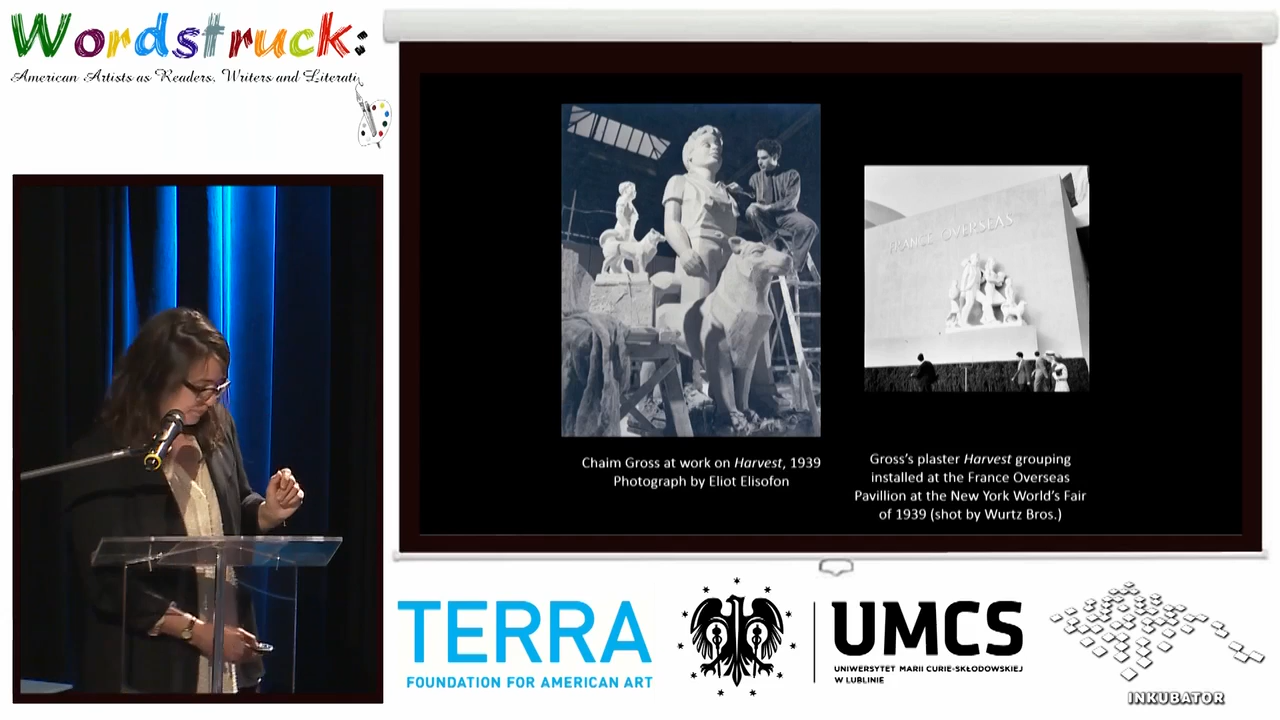 Wordstruck:
American Artists as Readers, Writers and Literati
FRANCE OVERSEAS
Chaim Gross at work on Harvest, 1939
Photograph by Eliot Elisofon
Gross's plaster Harvest grouping
installed at the France Overseas
Pavillion at the New York World's Fair
of 1939 (shot by Wurtz Bros.)
TERRA
FOUNDATION FOR AMERICAN ART
UMCS
UNIWERSYTET MARII CURIE-SKŁODOWSKIEJ
W LUBLINIE
INKUBATOR